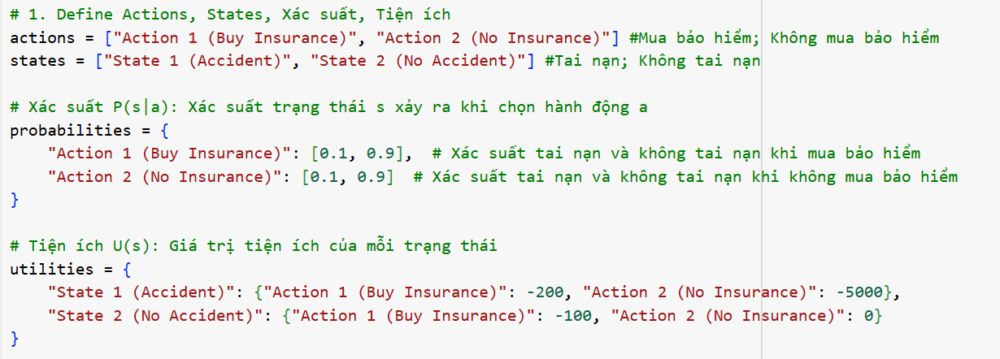 # 1. Define Actions, States, Xác suất, Tiện ích
actions = ["Action 1 (Buy Insurance)", "Action 2 (No Insurance)"] #Mua bảo hiểm; Không mua bảo hiểm
states = ["State 1 (Accident)", "State 2 (No Accident)"] #Tai nạn; Không tai nạn
# Xác suất P(s|a): Xác suất trạng thái s xảy ra khi chọn hành động a
probabilities = {
    "Action 1 (Buy Insurance)": [0.1, 0.9],  # Xác suất tai nạn và không tai nạn khi mua bảo hiểm
    "Action 2 (No Insurance)": [0.1, 0.9]  # Xác suất tai nạn và không tai nạn khi không mua bảo hiểm
}
# Tiện ích U(s): Giá trị tiện ích của mỗi trạng thái
utilities = {
    "State 1 (Accident)": {"Action 1 (Buy Insurance)": -200, "Action 2 (No Insurance)": -5000},
    "State 2 (No Accident)": {"Action 1 (Buy Insurance)": -100, "Action 2 (No Insurance)": 0}
}